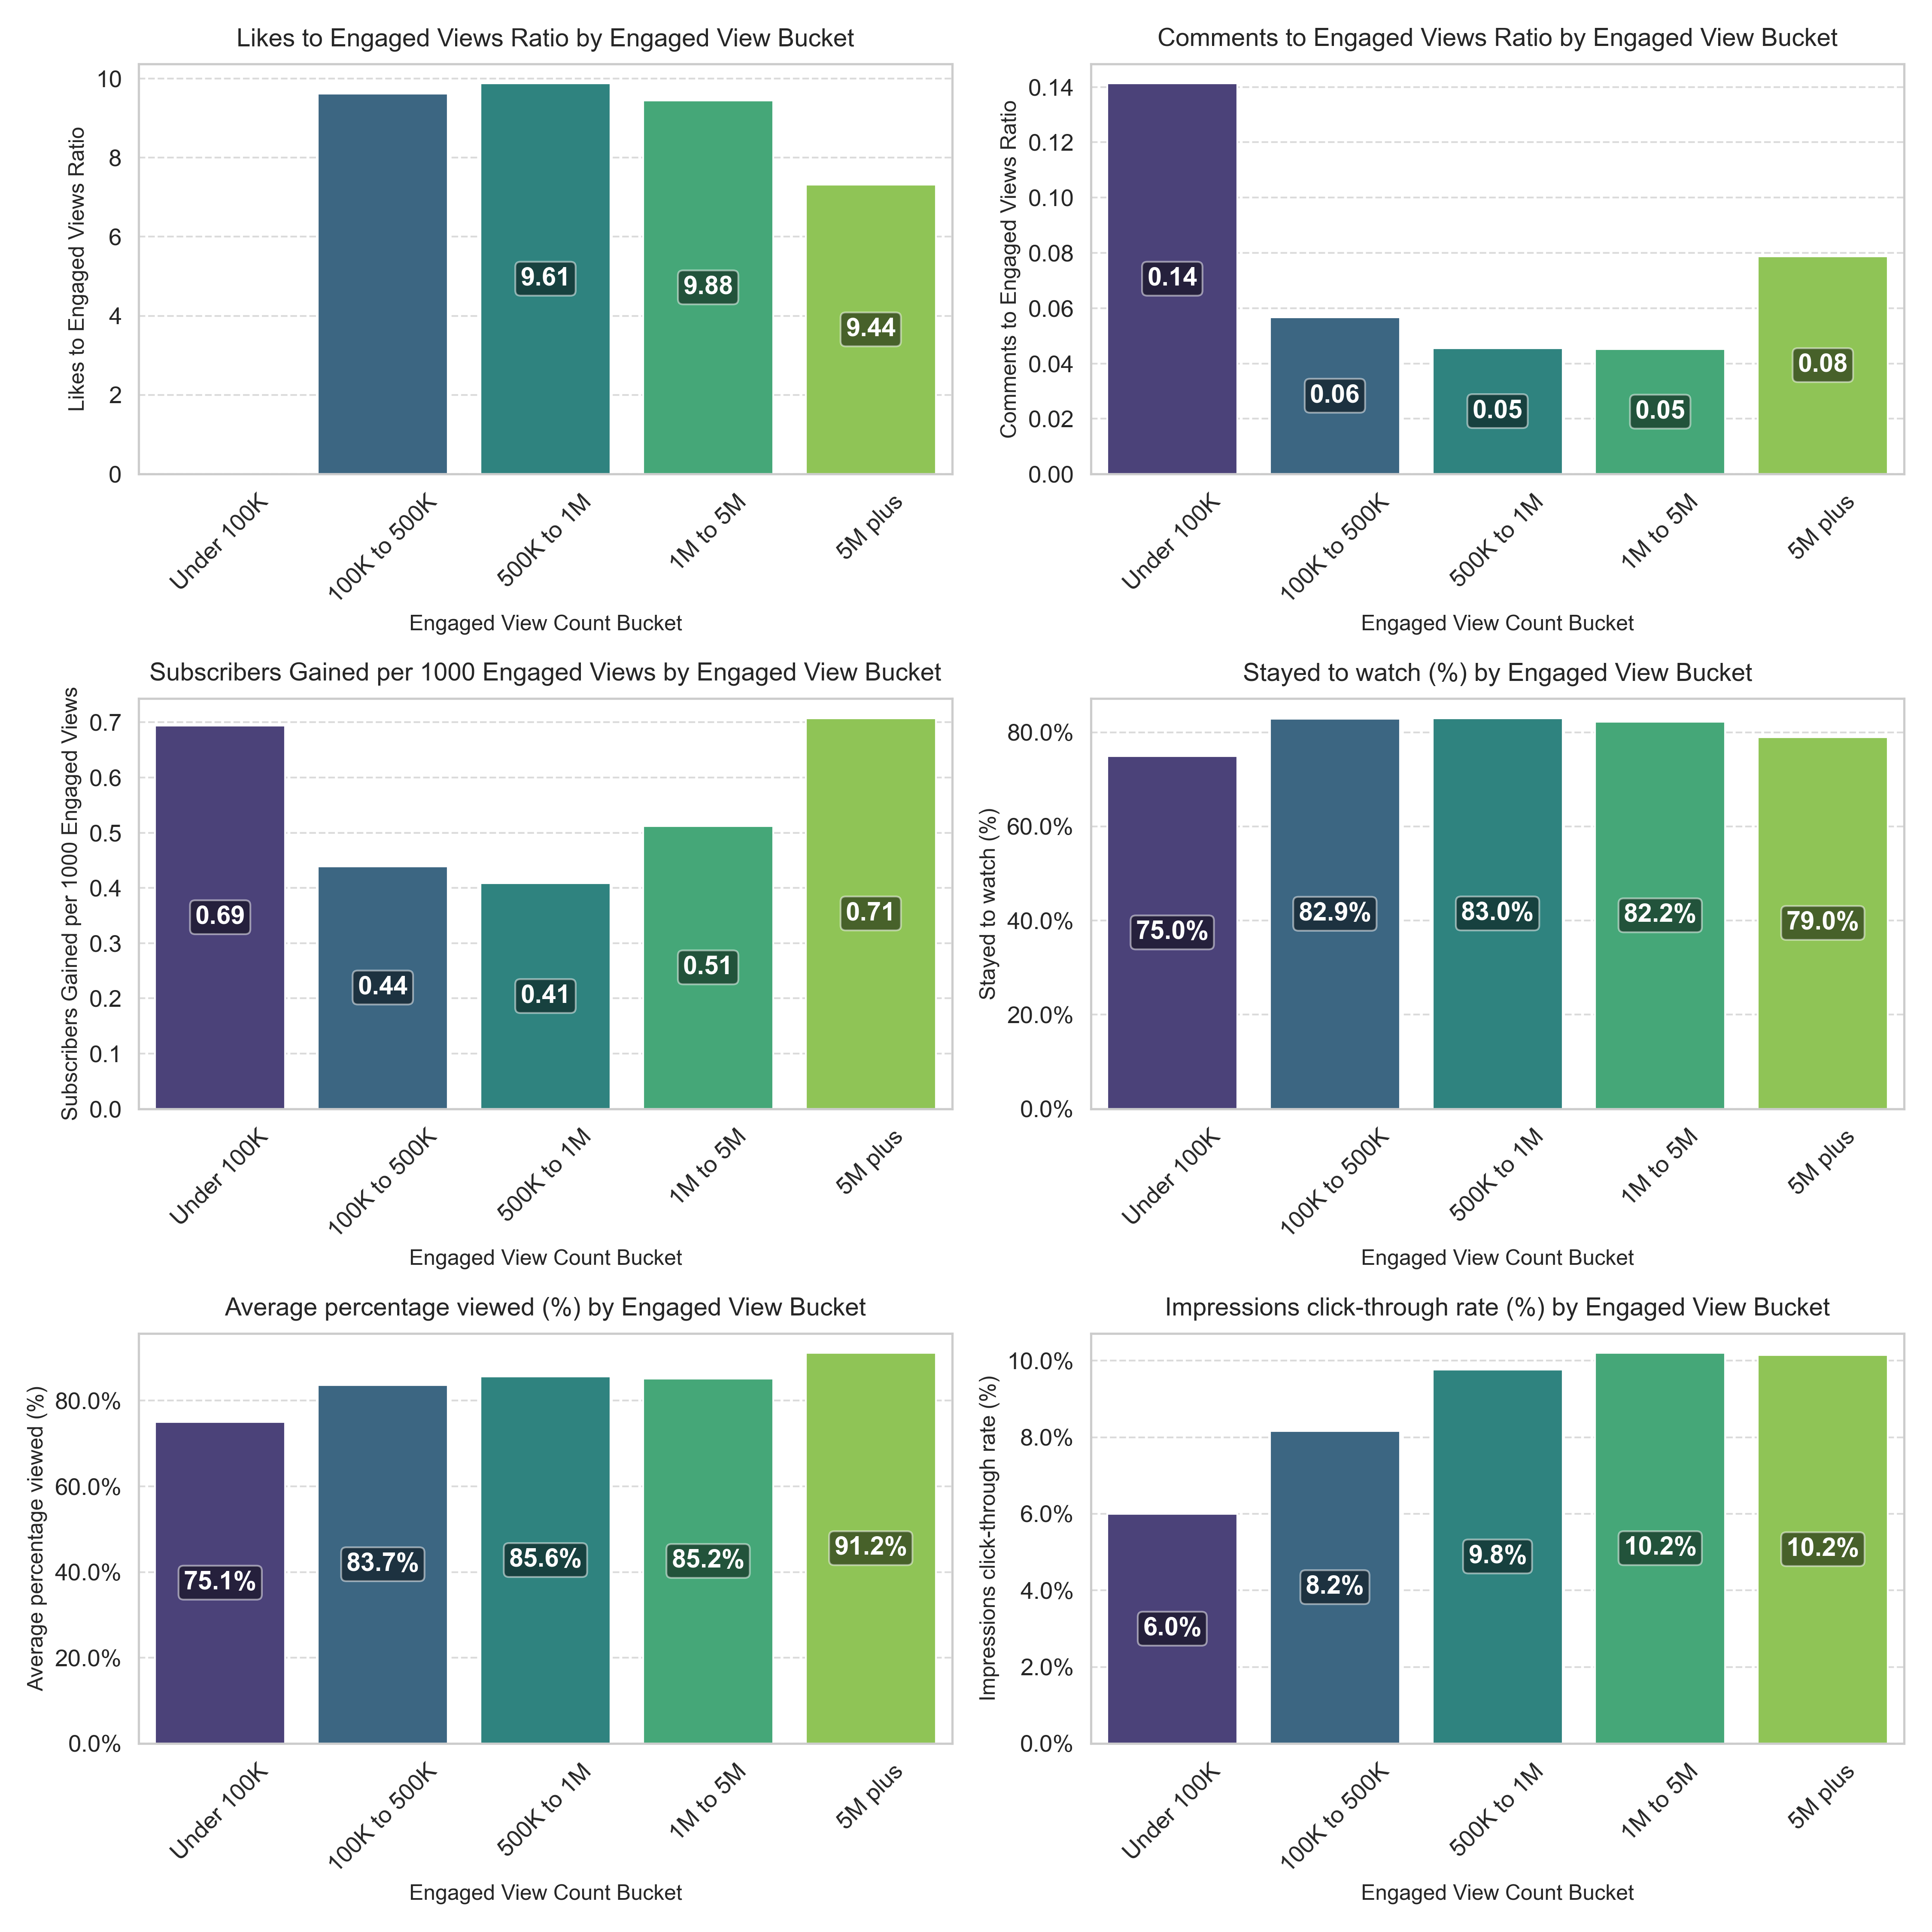 Likes to Engaged Views Ratio by Engaged View Bucket
Likes to Engaged Views Ratio
10
8
6
4
2
0
9.61
9.88
9.44
Under 100K
100K to 500K
500K to 1M
1M to 5M
5M plus
Engaged View Count Bucket
Comments to Engaged Views Ratio by Engaged View Bucket
Comments to Engaged Views Ratio
0.14
0.12
0.10
0.08
0.06
0.04
0.02
0.00
0.14
0.06
0.05
0.05
0.08
Under 100K
100K to 500K
500K to 1M
1M to 5M
5M plus
Engaged View Count Bucket
Subscribers Gained per 1000 Engaged Views by Engaged View Bucket
Subscribers Gained per 1000 Engaged Views
0.7
0.6
0.5
0.4
0.3
0.2
0.1
0.0
0.69
0.44
0.41
0.51
0.71
Under 100K
100K to 500K
500K to 1M
1M to 5M
5M plus
Engaged View Count Bucket
Stayed to watch (%) by Engaged View Bucket
Stayed to watch (%)
80.0%
60.0%
40.0%
20.0%
0.0%
75.0%
82.9%
83.0%
82.2%
79.0%
Under 100K
100K to 500K
500K to 1M
1M to 5M
5M plus
Engaged View Count Bucket
Average percentage viewed (%) by Engaged View Bucket
Average percentage viewed (%)
80.0%
60.0%
40.0%
20.0%
0.0%
75.1%
83.7%
85.6%
85.2%
91.2%
Under 100K
100K to 500K
500K to 1M
1M to 5M
5M plus
Engaged View Count Bucket
Impressions click-through rate (%) by Engaged View Bucket
Impressions click-through rate (%)
10.0%
8.0%
6.0%
4.0%
2.0%
0.0%
6.0%
8.2%
9.8%
10.2%
10.2%
Under 100K
100K to 500K
500K to 1M
1M to 5M
5M plus
Engaged View Count Bucket